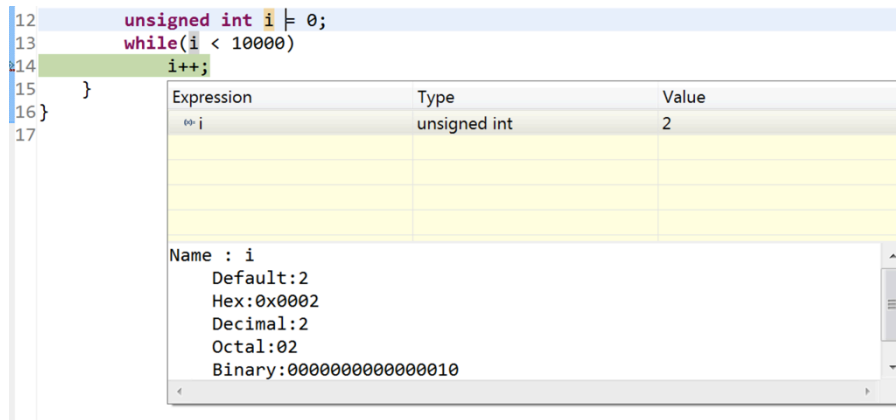 12 unsigned int i = 0;
13 while(i < 10000)
14 i++;
15 }
16 }
17
Expression Type Value
(x)= i unsigned int 2
Name : i
Default:2
Hex:0x0002
Decimal:2
Octal:02
Binary:0000000000000010